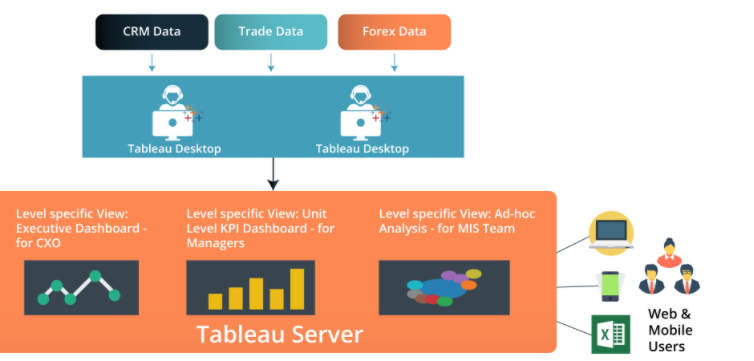 CRM Data
Trade Data
Forex Data
Tableau Desktop
Tableau Desktop
Level specific View:
Executive Dashboard -
for CXO
Level specific View: Unit
Level KPI Dashboard - for
Managers
Level specific View: Ad-hoc
Analysis - for MIS Team
Tableau Server
X
Web &
Mobile
Users